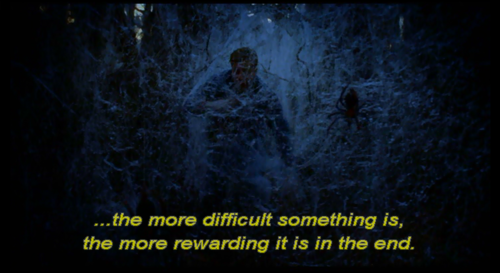 ...the more difficult something is,
the more rewarding it is in the end.